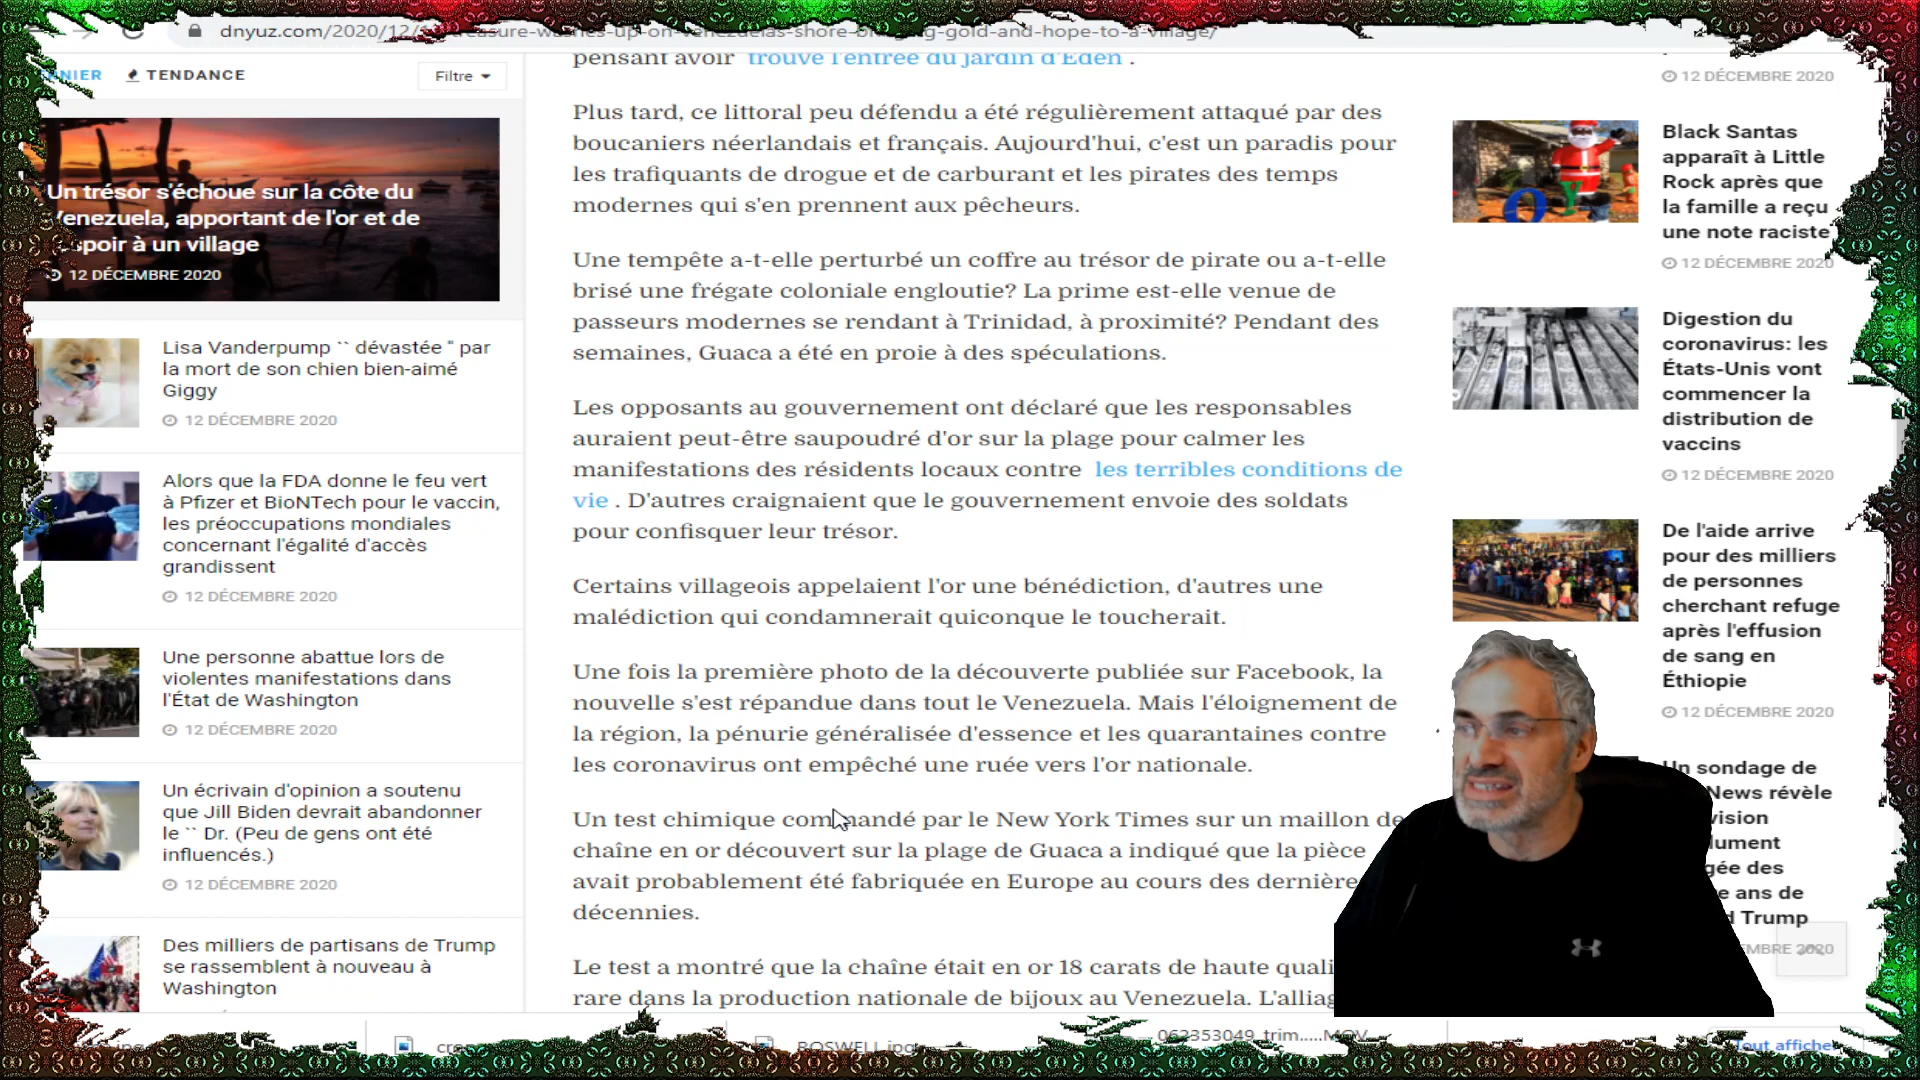 dnyuz.com/2020/12/
TENDANCE
Filtre
Un trésor s'échoue sur la côte du
Venezuela, apportant de l'or et de
espoir à un village
12 DÉCEMBRE 2020
Lisa Vanderpump `` dévastée '' par
la mort de son chien bien-aimé
Giggy
12 DÉCEMBRE 2020
Alors que la FDA donne le feu vert
à Pfizer et BioNTech pour le vaccin,
les préoccupations mondiales
concernant l'égalité d'accès
grandissent
12 DÉCEMBRE 2020
Une personne abattue lors de
violentes manifestations dans
l'État de Washington
12 DÉCEMBRE 2020
Un écrivain d'opinion a soutenu
que Jill Biden devrait abandonner
le `` Dr. (Peu de gens ont été
influencés.)
12 DÉCEMBRE 2020
Des milliers de partisans de Trump
se rassemblent à nouveau à
Washington
pensant avoir trouvé l'entrée du jardin d'Eden .
Plus tard, ce littoral peu défendu a été régulièrement attaqué par des
boucaniers néerlandais et français. Aujourd'hui, c'est un paradis pour
les trafiquants de drogue et de carburant et les pirates des temps
modernes qui s'en prennent aux pêcheurs.
Une tempête a-t-elle perturbé un coffre au trésor de pirate ou a-t-elle
brisé une frégate coloniale engloutie? La prime est-elle venue de
passeurs modernes se rendant à Trinidad, à proximité? Pendant des
semaines, Guaca a été en proie à des spéculations.
Les opposants au gouvernement ont déclaré que les responsables
auraient peut-être saupoudré d'or sur la plage pour calmer les
manifestations des résidents locaux contre les terribles conditions de
vie . D'autres craignaient que le gouvernement envoie des soldats
pour confisquer leur trésor.
Certains villageois appelaient l'or une bénédiction, d'autres une
malédiction qui condamnerait quiconque le toucherait.
Une fois la première photo de la découverte publiée sur Facebook, la
nouvelle s'est répandue dans tout le Venezuela. Mais l'éloignement de
la région, la pénurie généralisée d'essence et les quarantaines contre
les coronavirus ont empêché une ruée vers l'or nationale.
Un test chimique commandé par le New York Times sur un maillon de
chaîne en or découvert sur la plage de Guaca a indiqué que la pièce
avait probablement été fabriquée en Europe au cours des dernière
décennies.
Le test a montré que la chaîne était en or 18 carats de haute quali
rare dans la production nationale de bijoux au Venezuela. L'alliag
12 DÉCEMBRE 2020
Black Santas
apparaît à Little
Rock après que
la famille a reçu
une note raciste
12 DÉCEMBRE 2020
Digestion du
coronavirus: les
États-Unis vont
commencer la
distribution de
vaccins
12 DÉCEMBRE 2020
De l'aide arrive
pour des milliers
de personnes
cherchant refuge
après l'effusion
de sang en
Éthiopie
12 DÉCEMBRE 2020
Un sondage de
News révèle
vision
lument
gée des
e ans de
d Trump
EMBRE 2020
062353049_trim.....MOV
BOSWELL.jpg
Tout affiche